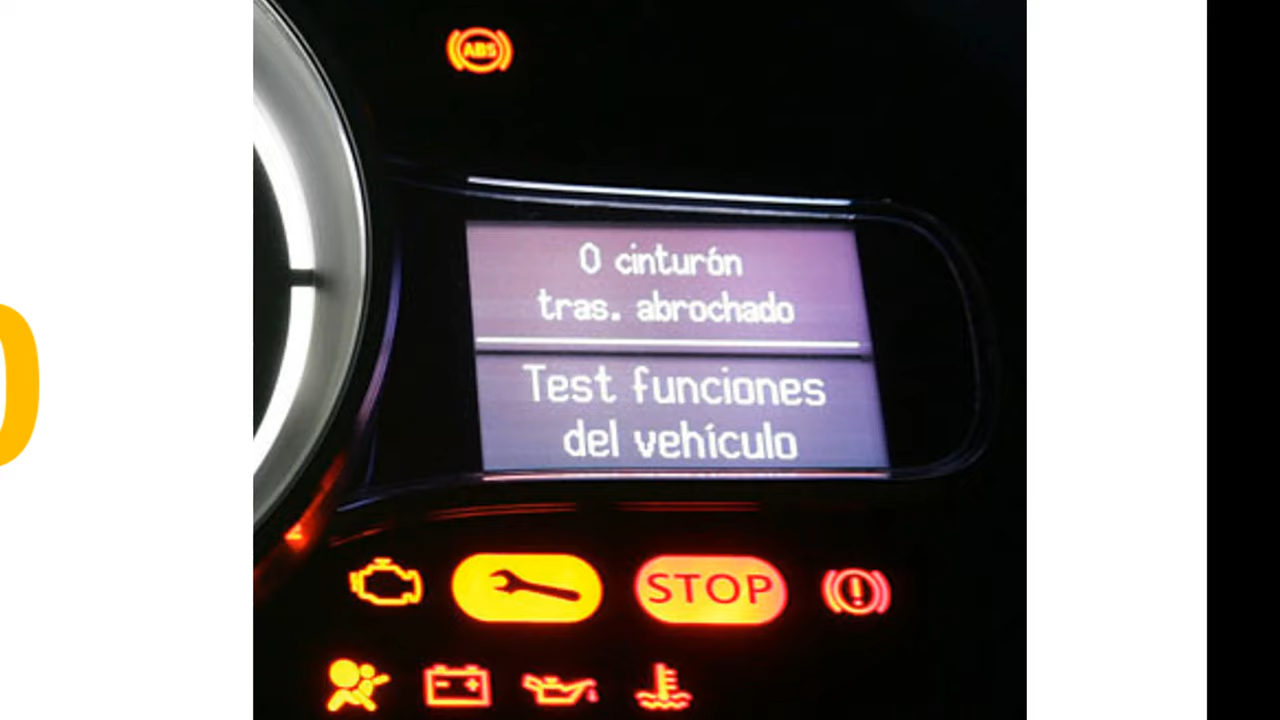 ABS
0 cinturón
tras. abrochado
Test funciones
del vehículo
STOP